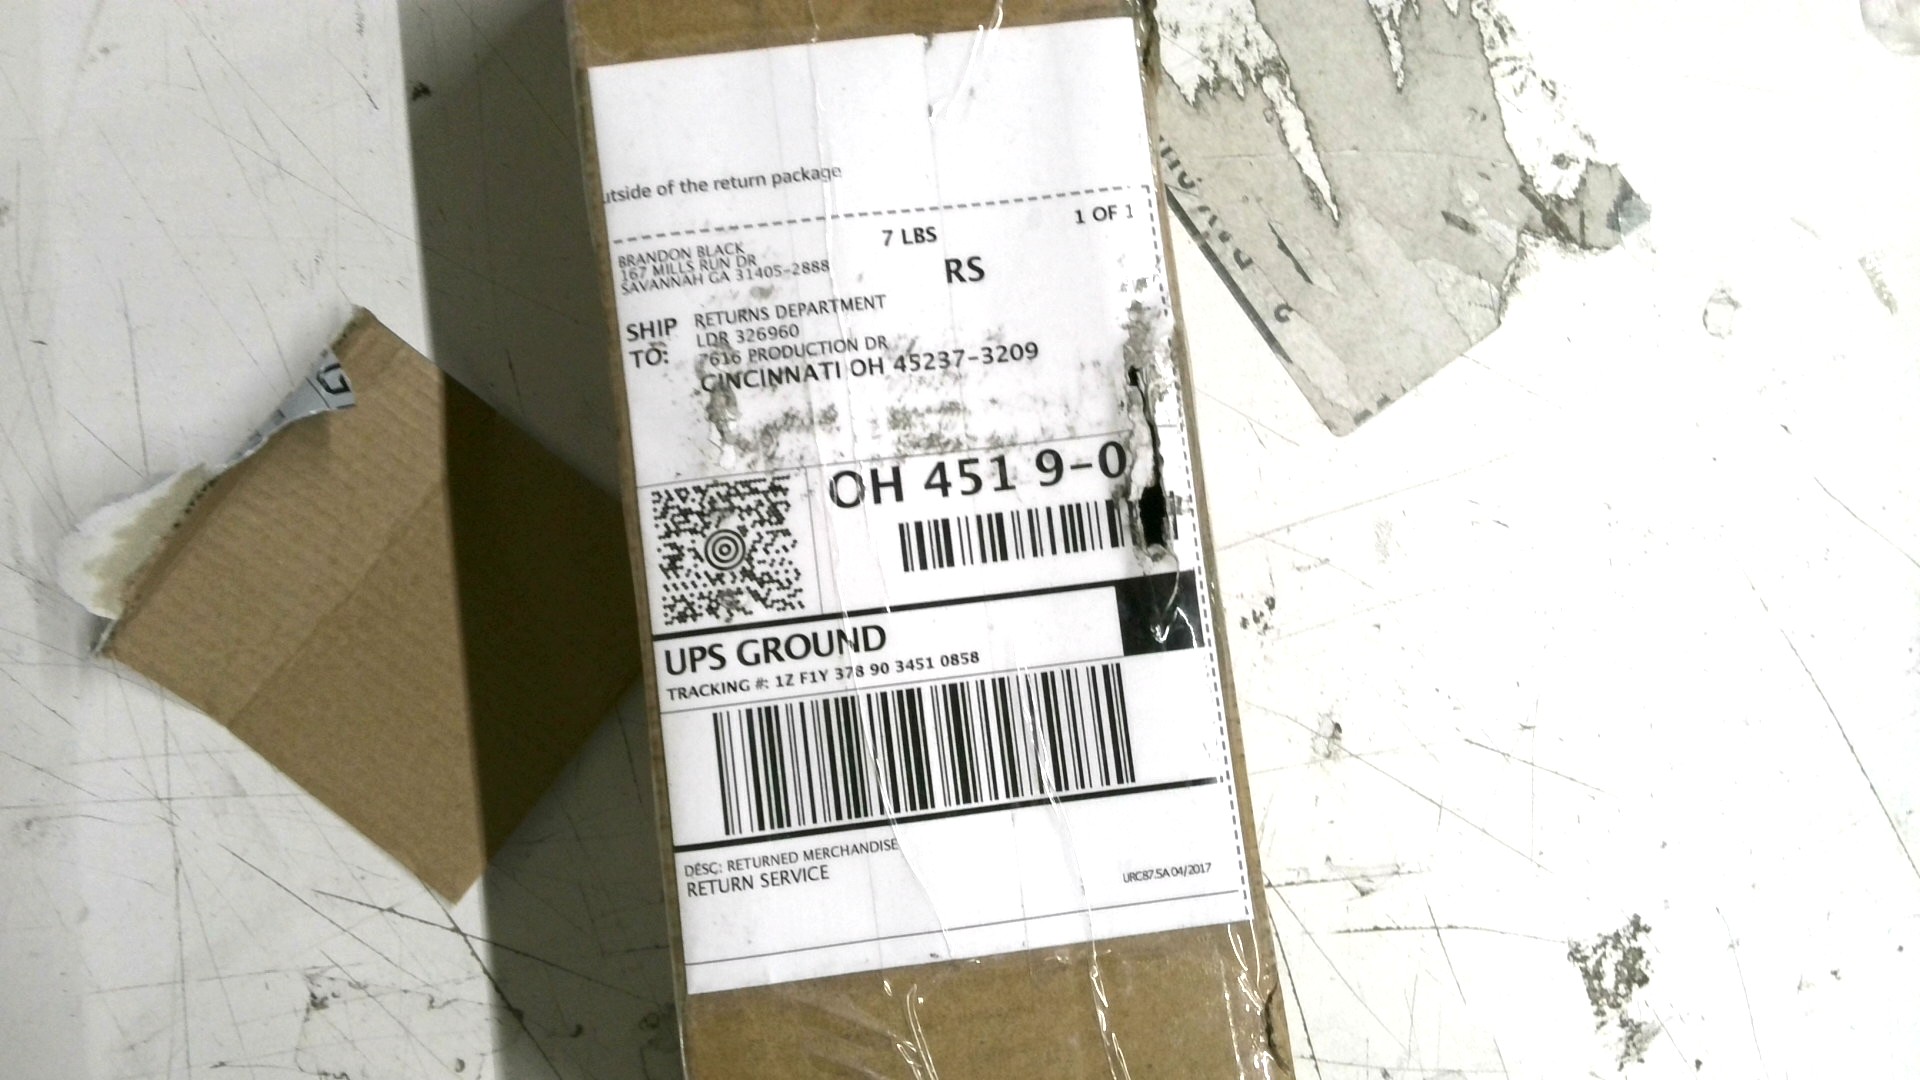 utside of the return package
BRANDON BLACK
167 MILLS RUN DR
SAVANNAH GA 31405-2888
7 LBS
1 OF 1
RS
SHIP TO:
RETURNS DEPARTMENT
LDR 326960
7616 PRODUCTION DR
CINCINNATI OH 45237-3209
OH 451 9-0
UPS GROUND
TRACKING #: 1Z F1Y 378 90 3451 0858
DESC: RETURNED MERCHANDISE
RETURN SERVICE
URC87.5A 04/2017